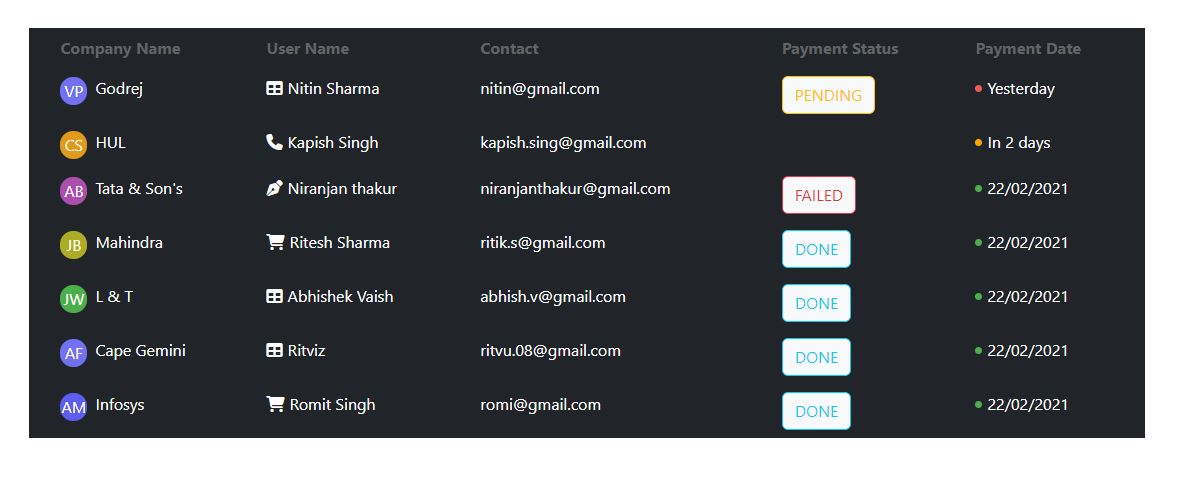 Company Name User Name Contact Payment Status Payment Date
VP Godrej Nitin Sharma nitin@gmail.com PENDING Yesterday
CS HUL Kapish Singh kapish.sing@gmail.com In 2 days
AB Tata & Son's Niranjan thakur niranjanthakur@gmail.com FAILED 22/02/2021
JB Mahindra Ritesh Sharma ritik.s@gmail.com DONE 22/02/2021
JW L & T Abhishek Vaish abhish.v@gmail.com DONE 22/02/2021
AF Cape Gemini Ritviz ritvu.08@gmail.com DONE 22/02/2021
AM Infosys Romit Singh romi@gmail.com DONE 22/02/2021